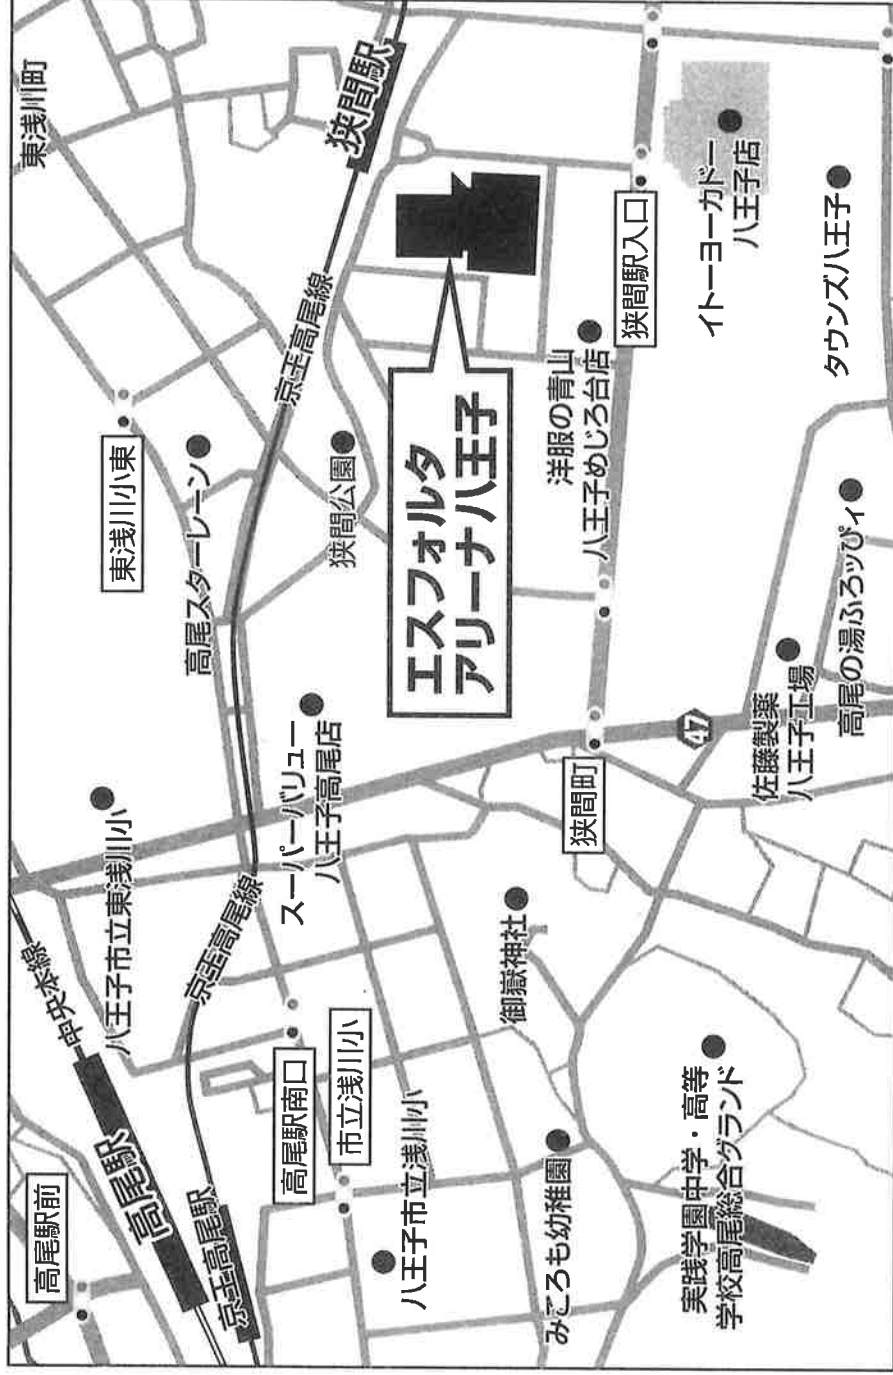 高尾駅前
高尾駅
中央本線
京王高尾駅
八王子市立東浅川小
京王高尾線
高尾駅南口
市立浅川小
八王子市立浅川小
スーパーバリュー
八王子高尾店
東浅川小東
高尾スターレーン
東浅川町
京王高尾線
狭間駅
狭間公園
エスフォルタ
アリーナ八王子
みころも幼稚園
御嶽神社
狭間町
洋服の青山
八王子めじろ台店
狭間駅入口
イトーヨーカドー
八王子店
実践学園中学・高等
学校高尾総合グランド
47
佐藤製薬
八王子工場
高尾の湯ふろッぴィ
タウンズ八王子